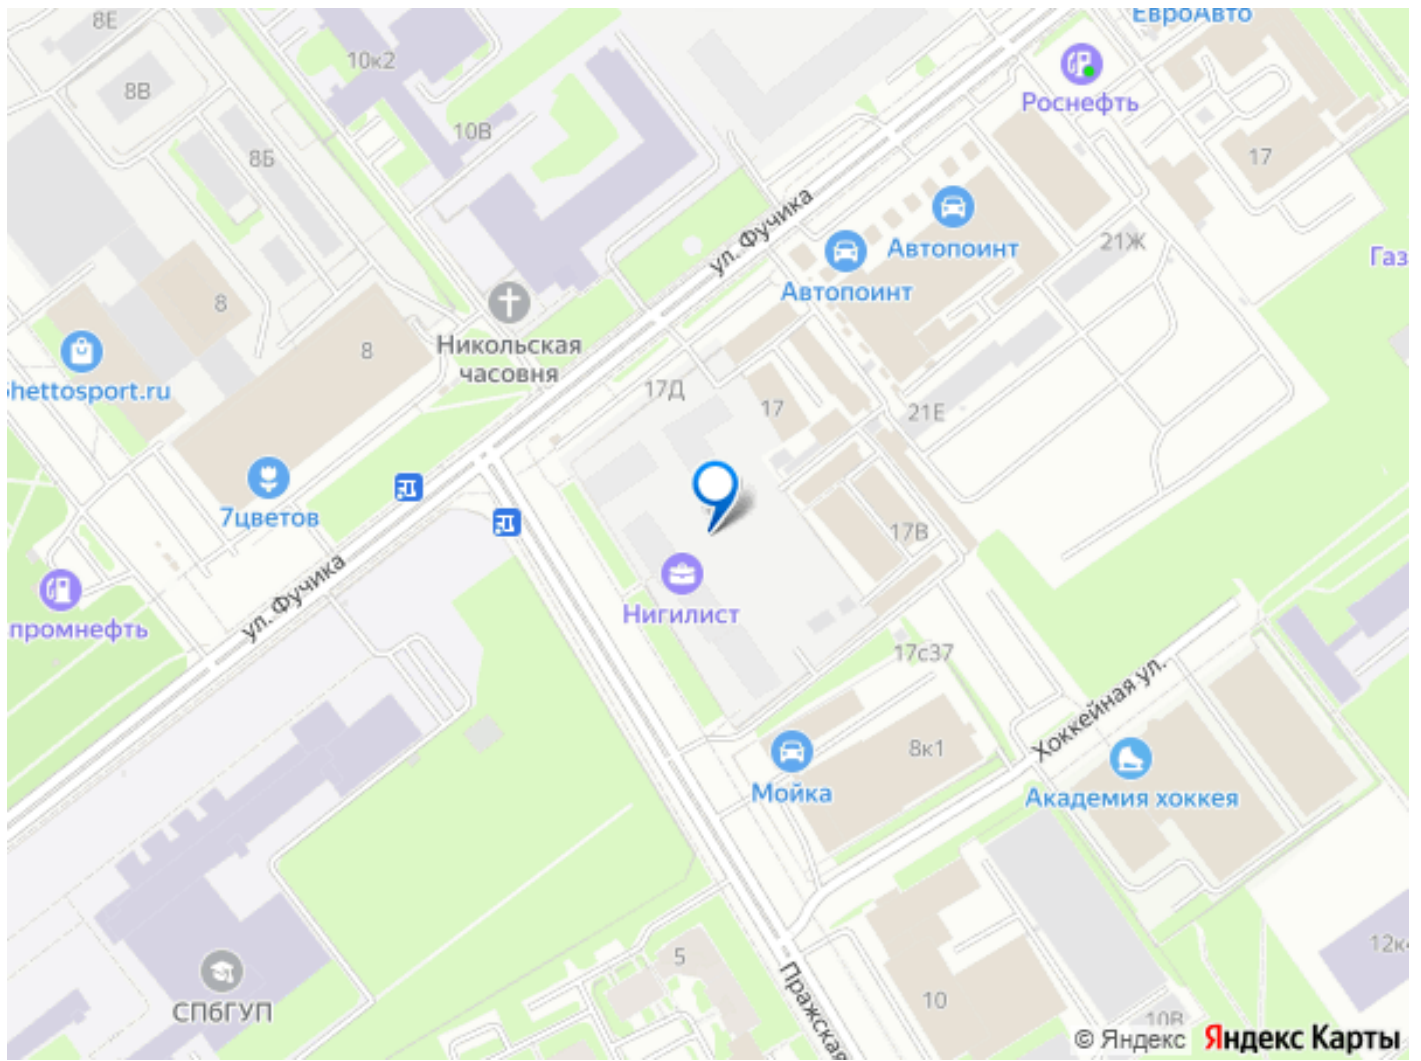 8Е
ЕвроАвто
10к2
8В
Роснефть
10В
8Б
17
ул. Фучика
Автопоинт
21Ж
Газ
Автопоинт
8
Никольская
часовня
8
17Д
hettosport.ru
17
21Е
7цветов
17В
ул. Фучика
Нигилист
промнефть
17с37
Хоккейная ул.
8к1
Мойка
Академия хоккея
5
12к4
СПбГУП
Пражская
10
10В
© Яндекс Яндекс Карты